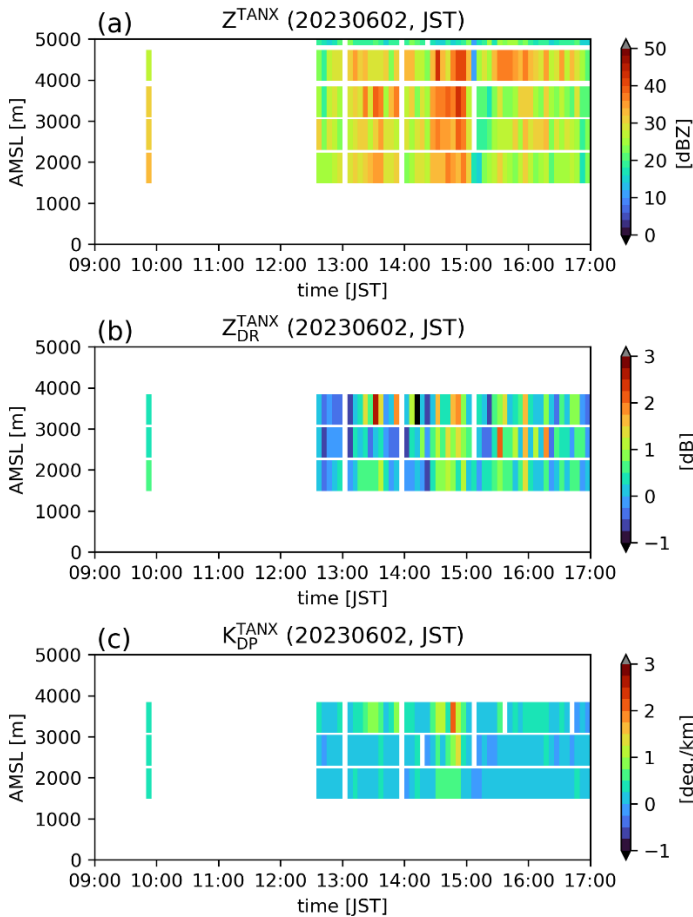 (a) Z^TANX (20230602, JST)
5000
4000
3000
2000
1000
0
AMSL [m]
09:00 10:00 11:00 12:00 13:00 14:00 15:00 16:00 17:00
time [JST]
50
40
30
20
10
0
[dBZ]
(b) Z_DR^TANX (20230602, JST)
5000
4000
3000
2000
1000
0
AMSL [m]
09:00 10:00 11:00 12:00 13:00 14:00 15:00 16:00 17:00
time [JST]
3
2
1
0
−1
[dB]
(c) K_DP^TANX (20230602, JST)
5000
4000
3000
2000
1000
0
AMSL [m]
09:00 10:00 11:00 12:00 13:00 14:00 15:00 16:00 17:00
time [JST]
3
2
1
0
−1
[deg./km]